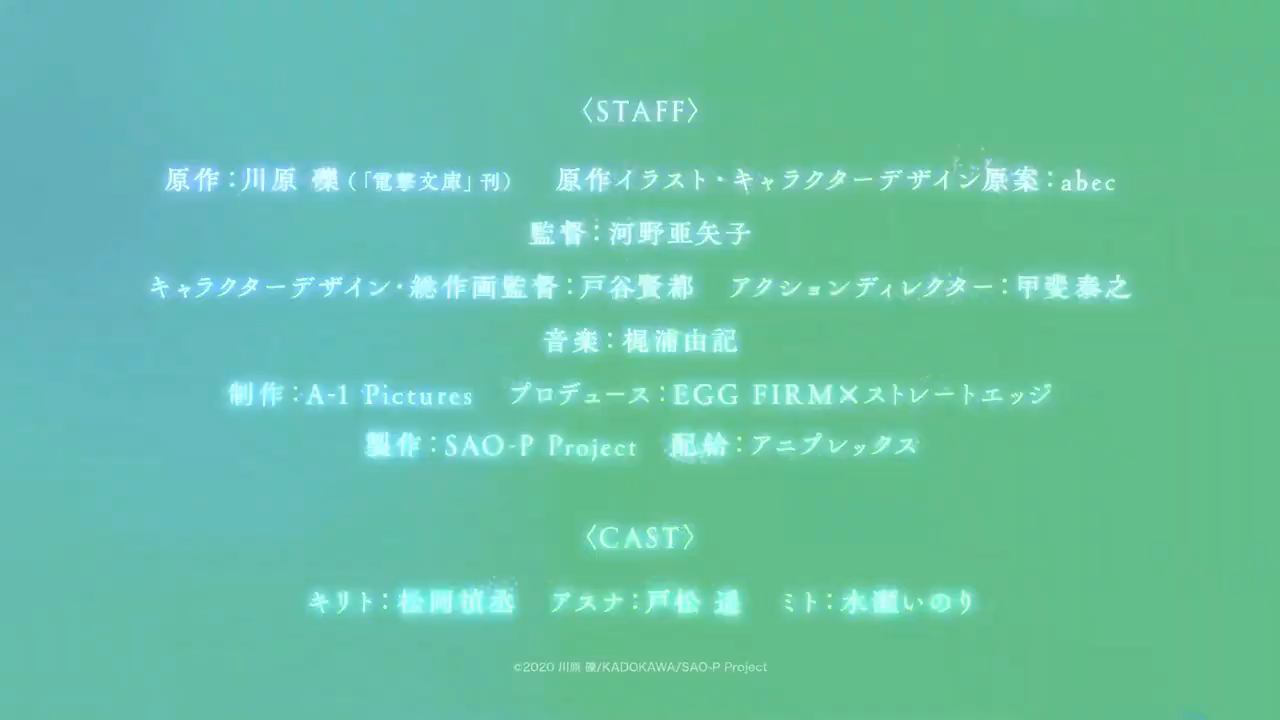 〈STAFF〉
原作：川原 礫（「電撃文庫」刊） 原作イラスト・キャラクターデザイン原案：abec
監督：河野亜矢子
キャラクターデザイン・総作画監督：戸谷賢都 アクションディレクター：甲斐泰之
音楽：梶浦由記
制作：A-1 Pictures プロデュース：EGG FIRM×ストレートエッジ
製作：SAO-P Project 配給：アニプレックス
〈CAST〉
キリト：松岡禎丞 アスナ：戸松 遥 ミト：水瀬いのり
©2020 川原 礫/KADOKAWA/SAO-P Project